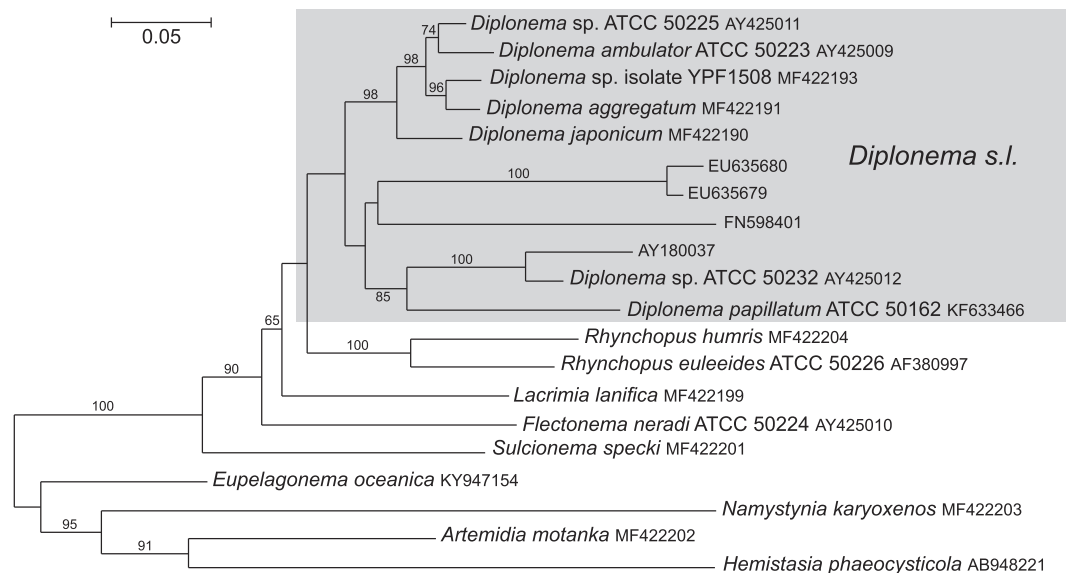 0.05
74
Diplonema sp. ATCC 50225 AY425011
Diplonema ambulator ATCC 50223 AY425009
98
Diplonema sp. isolate YPF1508 MF422193
96
98
Diplonema aggregatum MF422191
Diplonema japonicum MF422190
Diplonema s.l.
EU635680
100
EU635679
FN598401
AY180037
100
Diplonema sp. ATCC 50232 AY425012
85
Diplonema papillatum ATCC 50162 KF633466
65
Rhynchopus humris MF422204
100
Rhynchopus euleeides ATCC 50226 AF380997
90
Lacrimia lanifica MF422199
100
Flectonema neradi ATCC 50224 AY425010
Sulcionema specki MF422201
Eupelagonema oceanica KY947154
Namystynia karyoxenos MF422203
95
Artemidia motanka MF422202
91
Hemistasia phaeocysticola AB948221